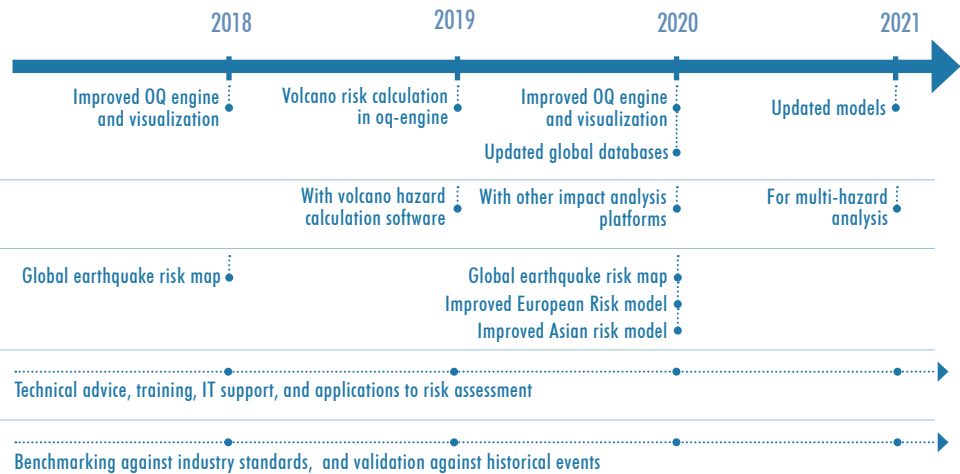 2018
2019
2020
2021
Improved OQ engine
and visualization
Volcano risk calculation
in oq-engine
Improved OQ engine
and visualization
Updated global databases
Updated models
With volcano hazard
calculation software
With other impact analysis
platforms
For multi-hazard
analysis
Global earthquake risk map
Global earthquake risk map
Improved European Risk model
Improved Asian risk model
Technical advice, training, IT support, and applications to risk assessment
Benchmarking against industry standards, and validation against historical events